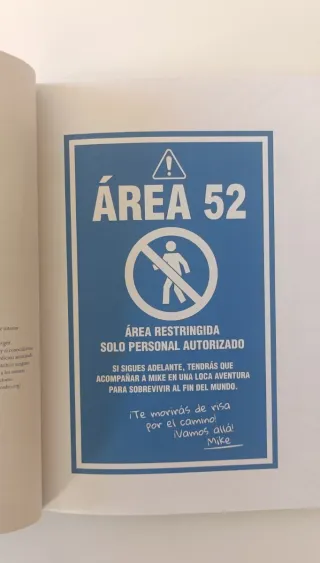 ÁREA 52
ÁREA RESTRINGIDA
SOLO PERSONAL AUTORIZADO
SI SIGUES ADELANTE, TENDRÁS QUE
ACOMPAÑAR A MIKE EN UNA LOCA AVENTURA
PARA SOBREVIVIR AL FIN DEL MUNDO.
¡Te morirás de risa
por el camino!
¡Vamos allá!
Mike